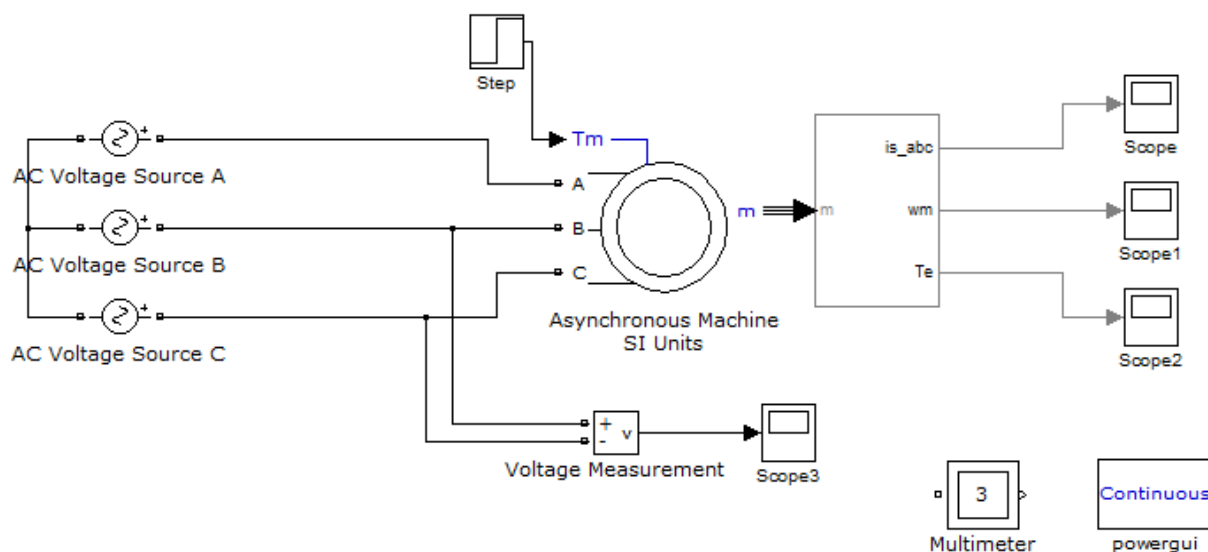 Step
Tm
A
B
C
m
m
is_abc
wm
Te
Scope
Scope1
Scope2
AC Voltage Source A
AC Voltage Source B
AC Voltage Source C
Asynchronous Machine
SI Units
+
+
+
+
-
v
Voltage Measurement
Scope3
3
Multimeter
Continuous
powergui